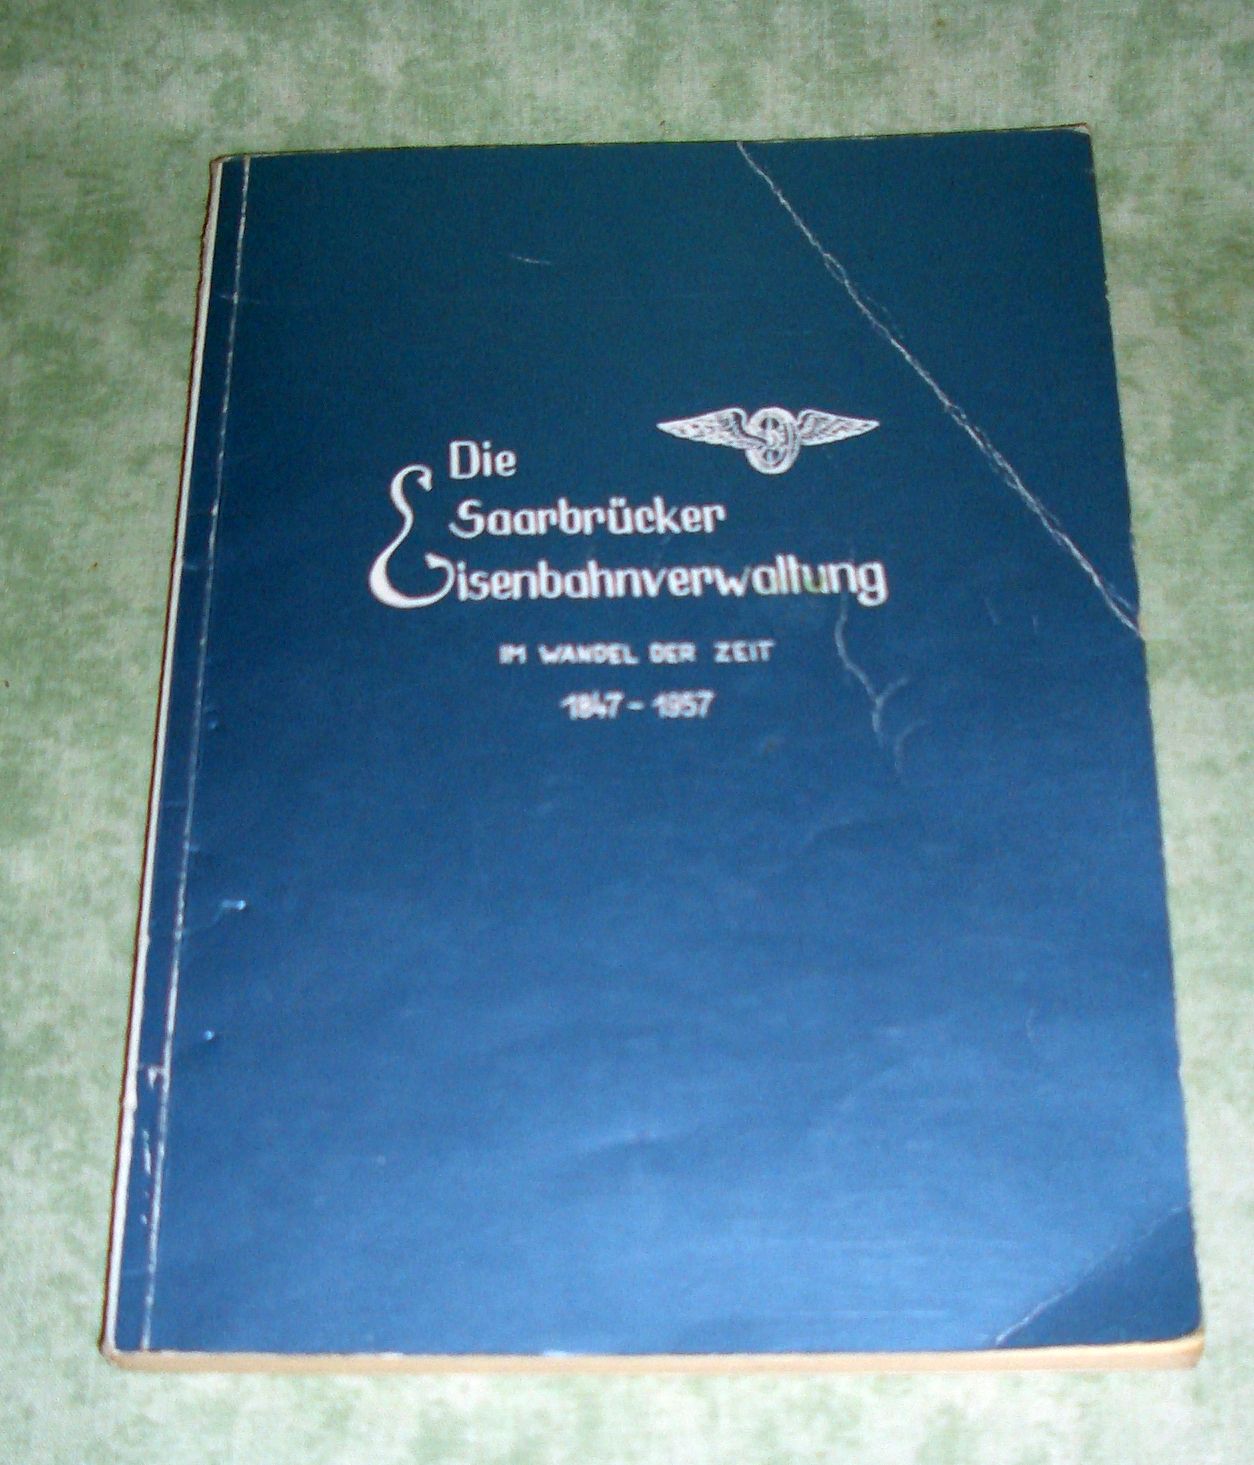 Die
Saarbrücker
Eisenbahnverwaltung
IM WANDEL DER ZEIT
1847 - 1957